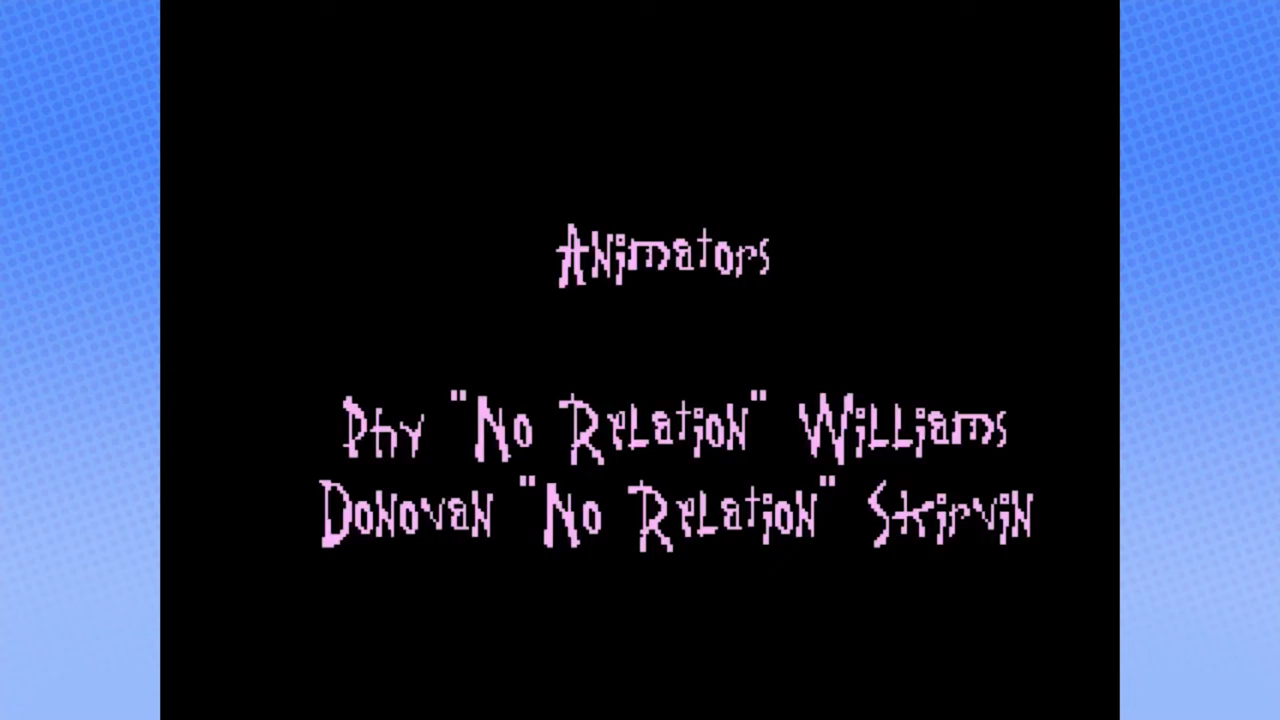 Animators
Phy "No Relation" Williams
Donovan "No Relation" Skirvin